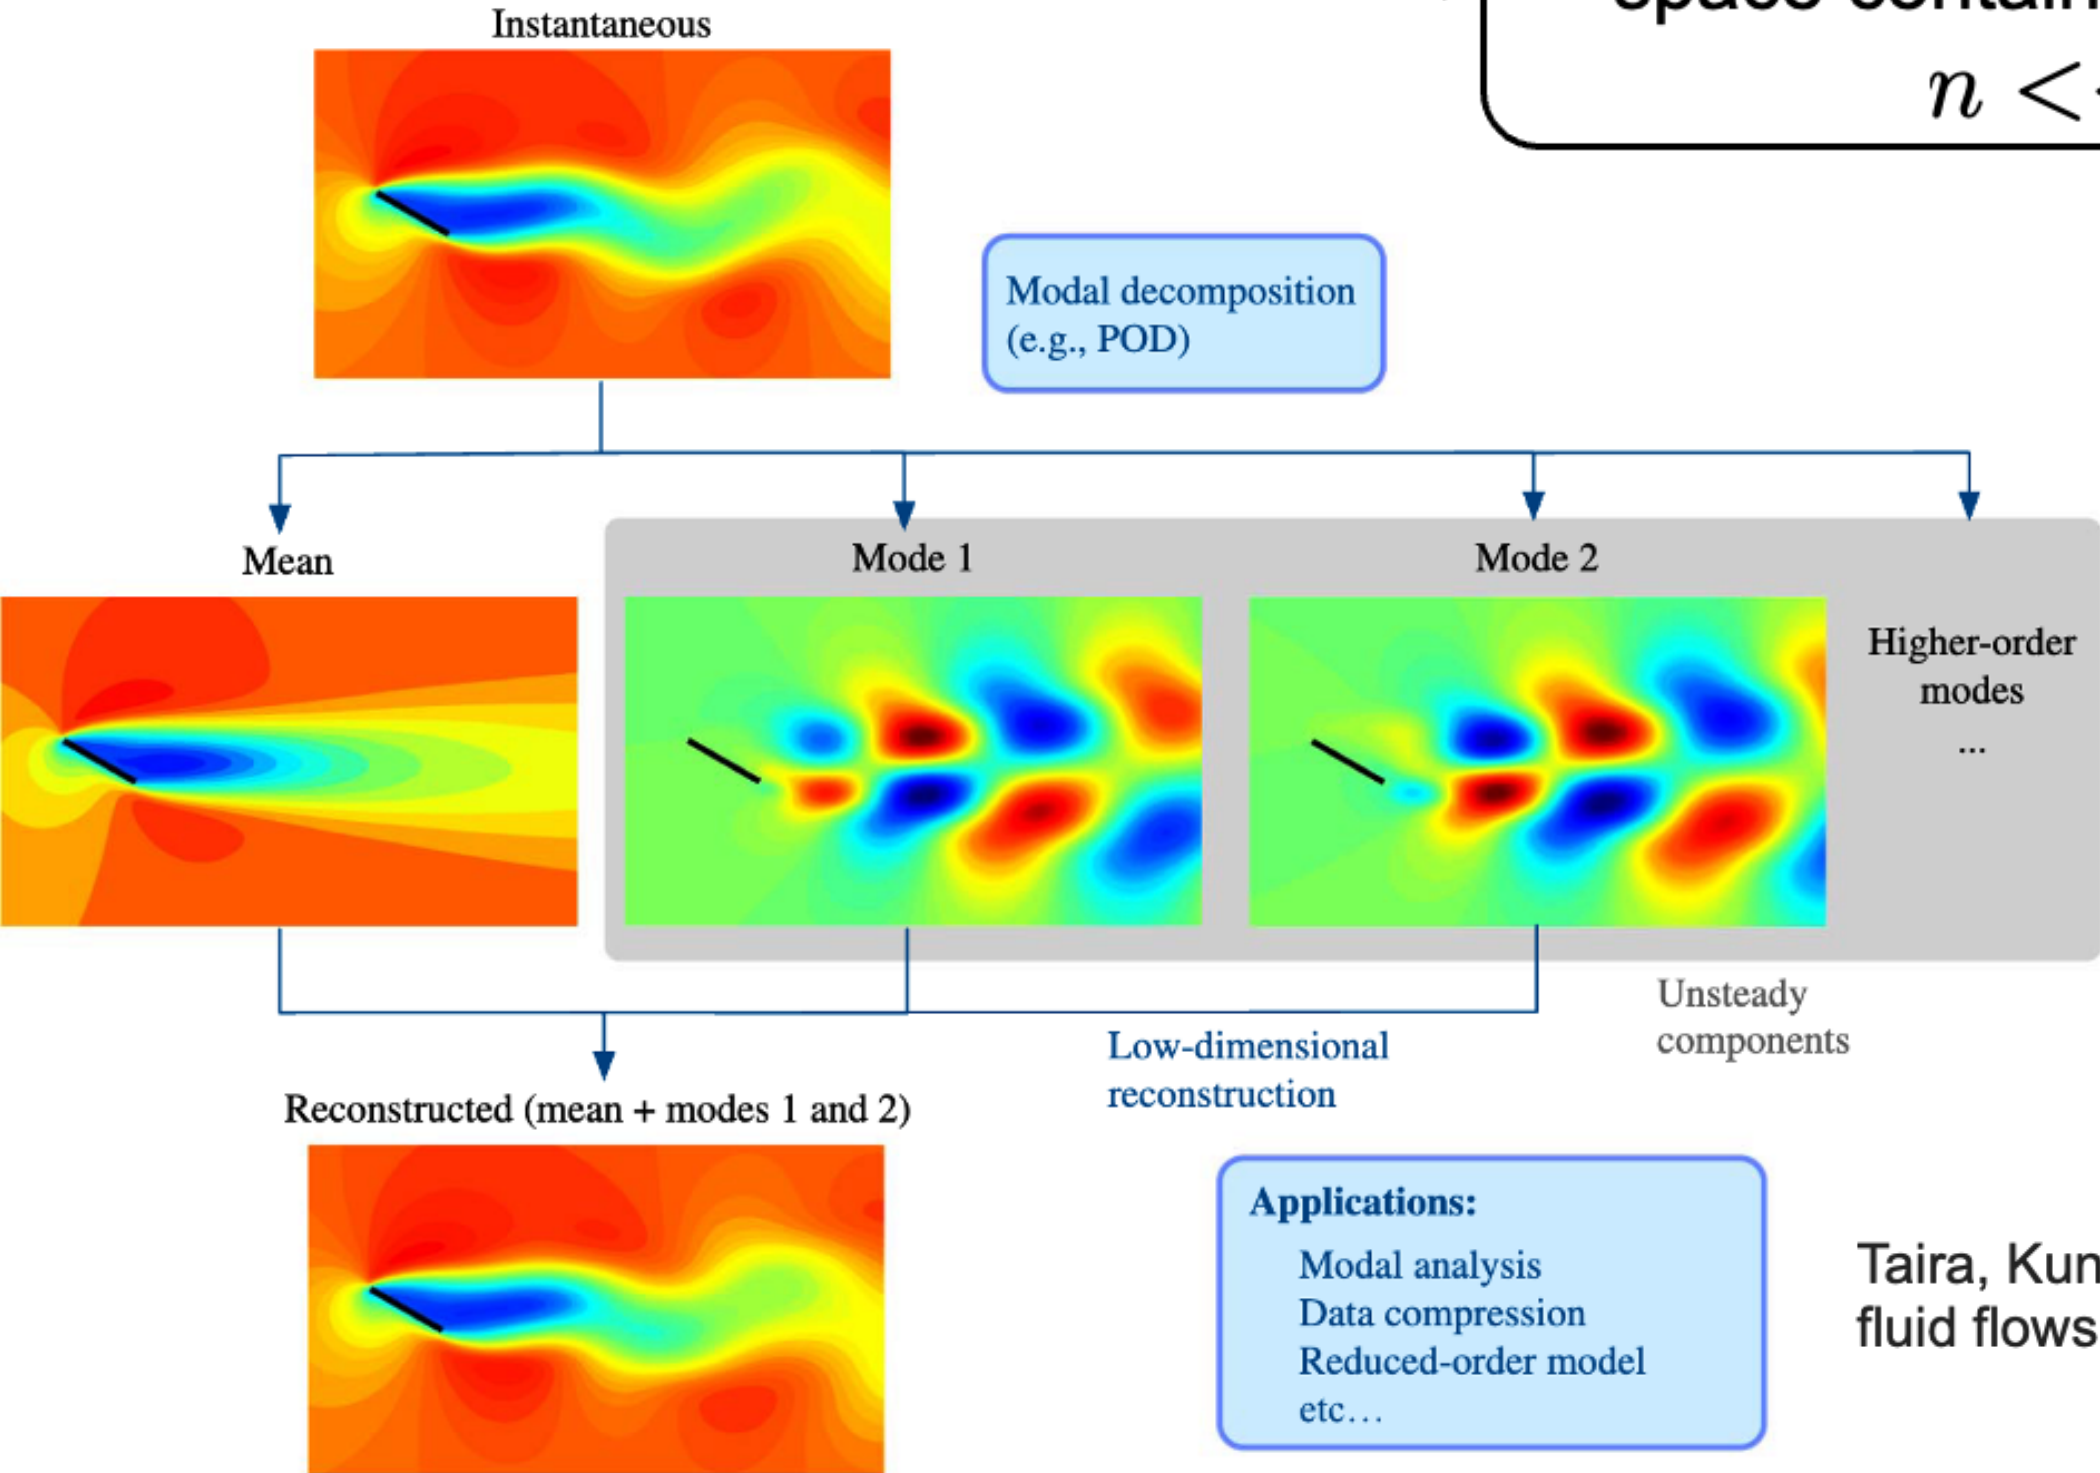 Instantaneous
n <
Modal decomposition
(e.g., POD)
Mean
Mode 1
Mode 2
Higher-order
modes
...
Unsteady
components
Low-dimensional
reconstruction
Reconstructed (mean + modes 1 and 2)
Applications:
Modal analysis
Data compression
Reduced-order model
etc…
Taira, Kun
fluid flows